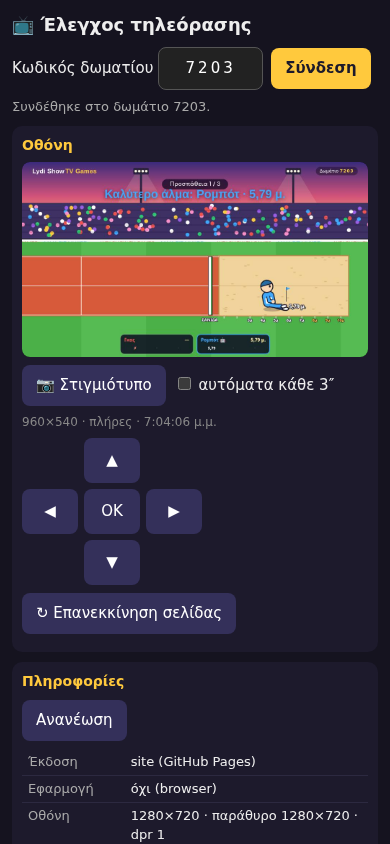 📺 Έλεγχος τηλεόρασης
Κωδικός δωματίου 7203 Σύνδεση
Συνδέθηκε στο δωμάτιο 7203.
Οθόνη
Lydi Show TV Games
Δωμάτιο 7203
Προσπάθεια 1 / 3
Καλύτερο άλμα: Ρομπότ · 5,79 μ
📷 Στιγμιότυπο αυτόματα κάθε 3″
960×540 · πλήρες · 7:04:06 μ.μ.
▲
◀ OK ▶
▼
↻ Επανεκκίνηση σελίδας
Πληροφορίες
Ανανέωση
Έκδοση site (GitHub Pages)
Εφαρμογή όχι (browser)
Οθόνη 1280×720 · παράθυρο 1280×720 ·
dpr 1